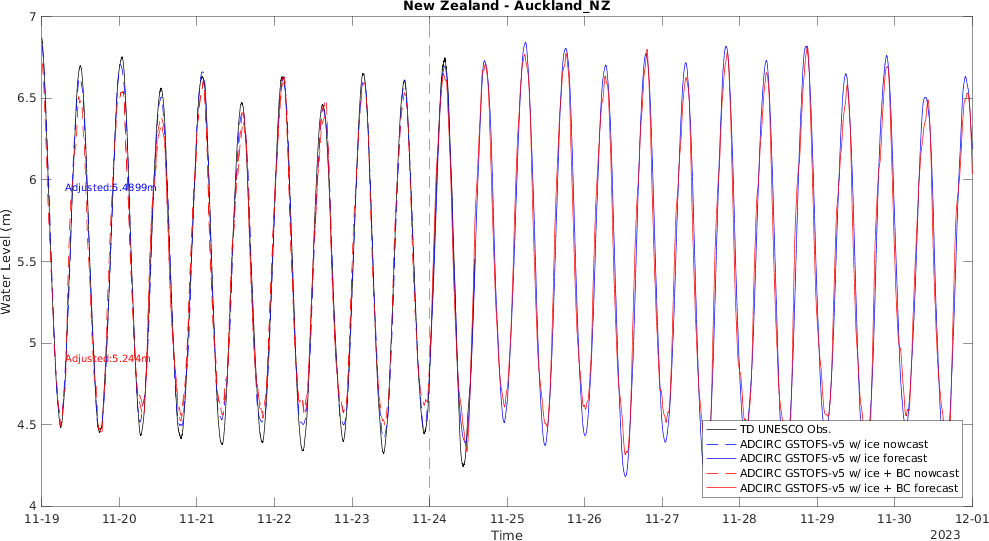 New Zealand - Auckland_NZ
7
6.5
6
5.5
5
4.5
4
Water Level (m)
Adjusted:5.4899m
Adjusted:5.244m
TD UNESCO Obs.
ADCIRC GSTOFS-v5 w/ ice nowcast
ADCIRC GSTOFS-v5 w/ ice forecast
ADCIRC GSTOFS-v5 w/ ice + BC nowcast
ADCIRC GSTOFS-v5 w/ ice + BC forecast
11-19 11-20 11-21 11-22 11-23 11-24 11-25 11-26 11-27 11-28 11-29 11-30 12-01
Time
2023